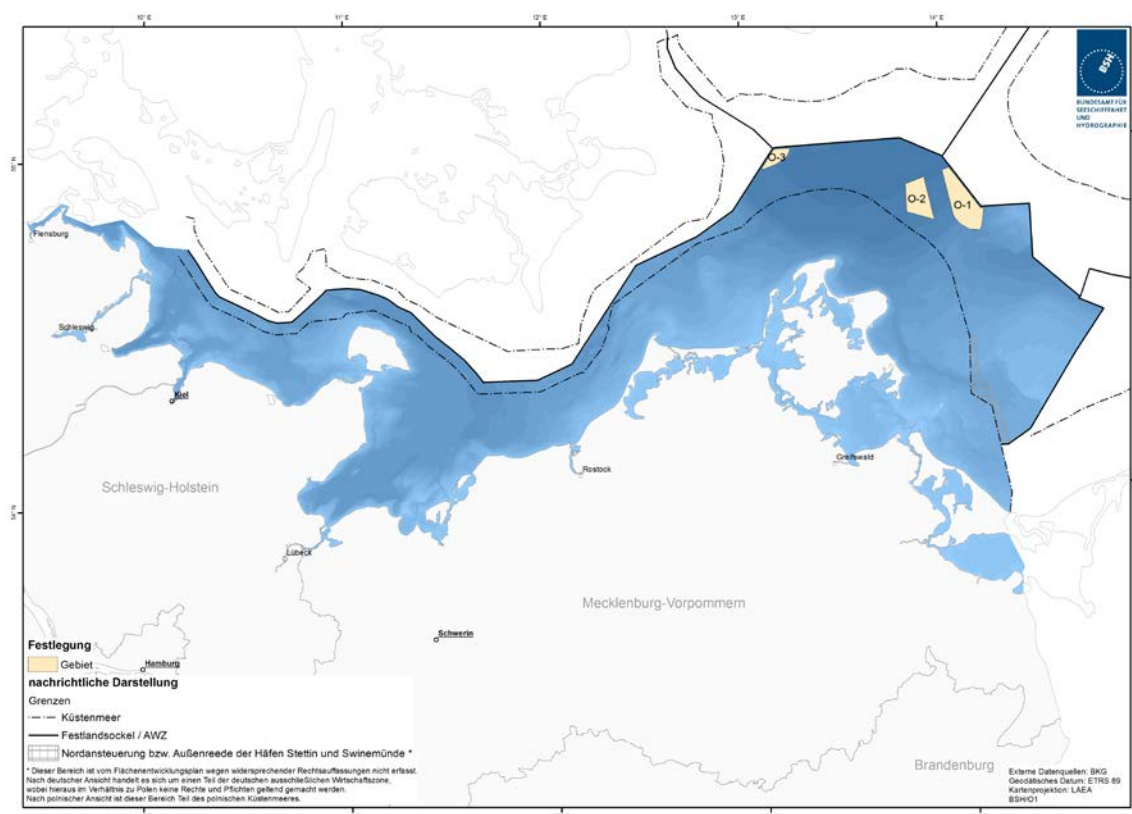 10° E
11° E
12° E
13° E
14° E
BSH
BUNDESAMT FÜR
SEESCHIFFFAHRT
UND
HYDROGRAPHIE
55° N
O-3
O-2
O-1
Flensburg
Schleswig
Kiel
Greifswald
Rostock
Schleswig-Holstein
54° N
Lübeck
Mecklenburg-Vorpommern
Schwerin
Hamburg
Brandenburg
Festlegung
Gebiet
nachrichtliche Darstellung
Grenzen
Küstenmeer
Festlandsockel / AWZ
Nordansteuerung bzw. Außenreede der Häfen Stettin und Swinemünde *
* Dieser Bereich ist vom Flächenentwicklungsplan wegen widersprechender Rechtsauffassungen nicht erfasst.
Nach deutscher Ansicht handelt es sich um einen Teil der deutschen ausschließlichen Wirtschaftszone,
wobei hieraus im Verhältnis zu Polen keine Rechte und Pflichten geltend gemacht werden.
Nach polnischer Ansicht ist dieser Bereich Teil des polnischen Küstenmeeres.
Externe Datenquellen: BKG
Geodätisches Datum: ETRS 89
Kartenprojektion: LAEA
BSH/O1